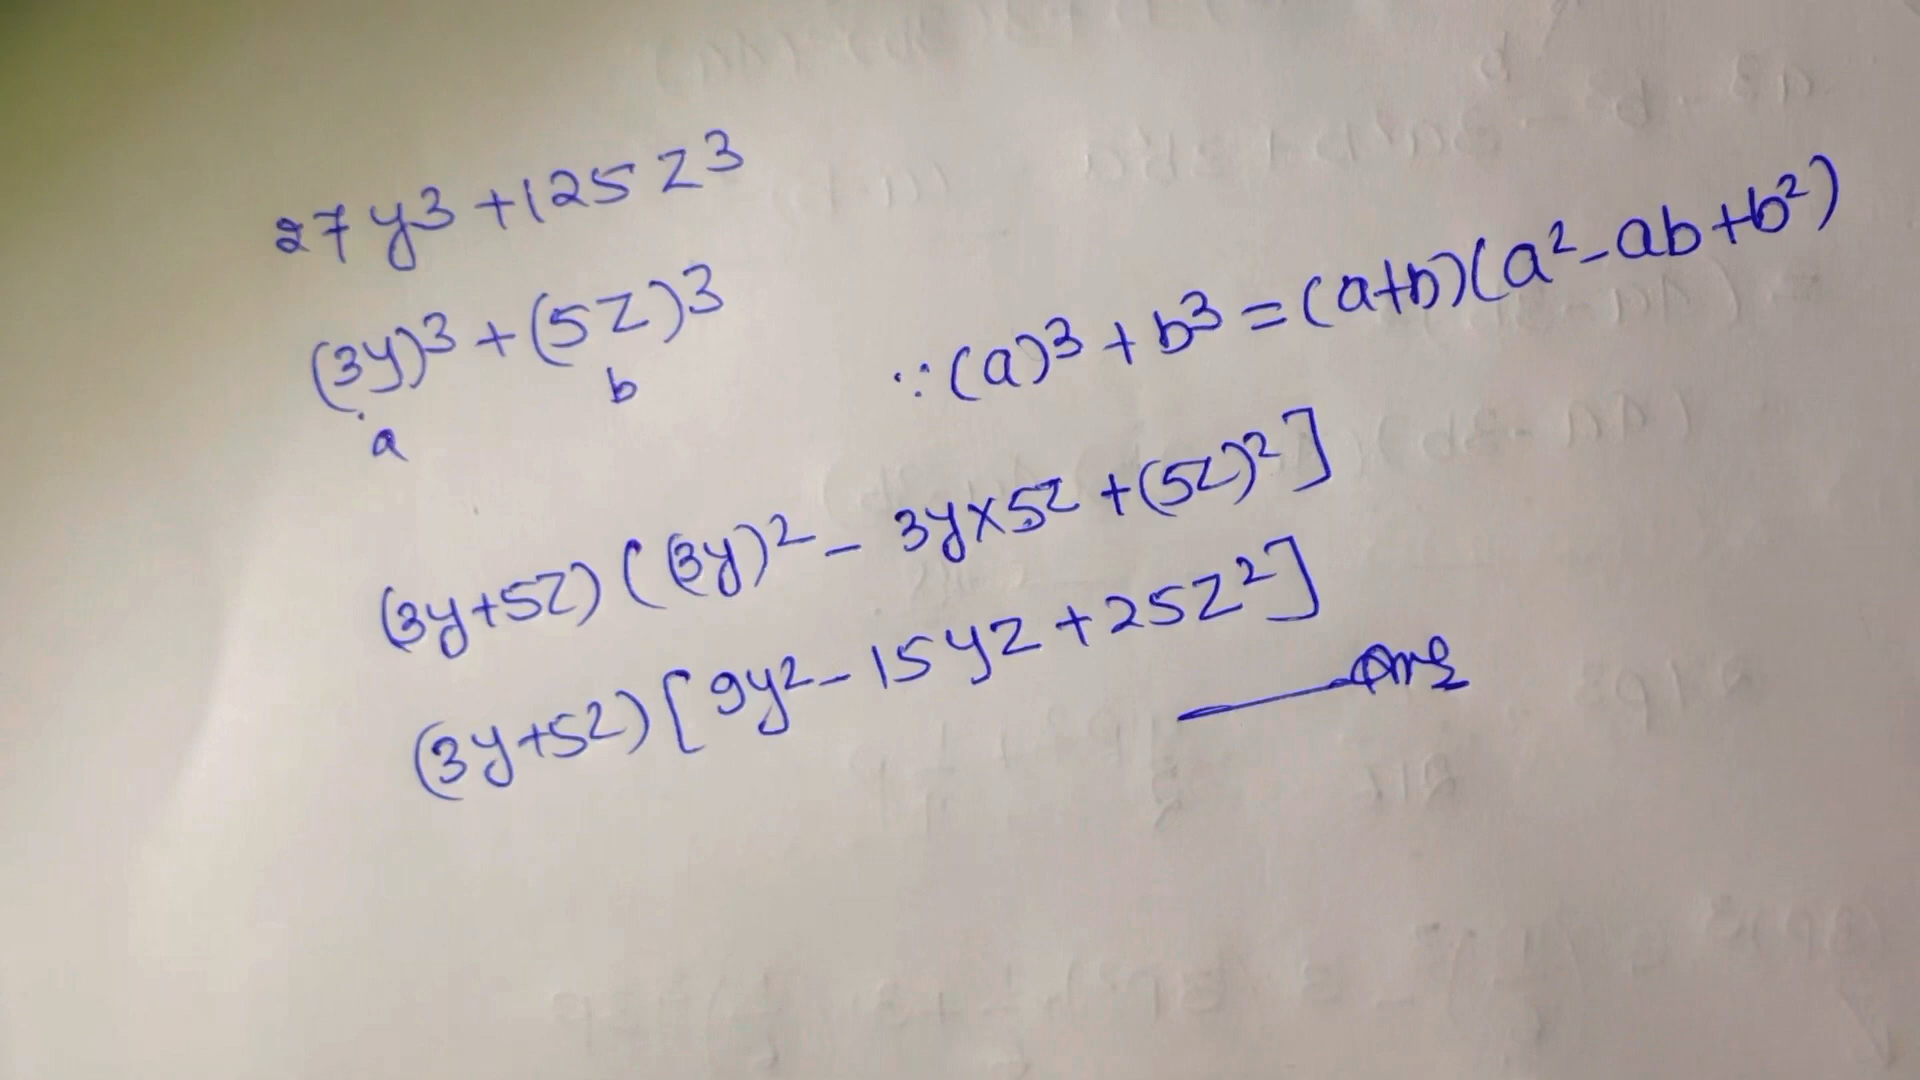 27y3+125z3
(3y)3+(5z)3
a b
∵(a)3+b3=(a+b)(a²-ab+b²)
(3y+5z)((3y)2-3y×5z+(5z)²]
(3y+5z)[9y2-15yz+25z²]
Ans